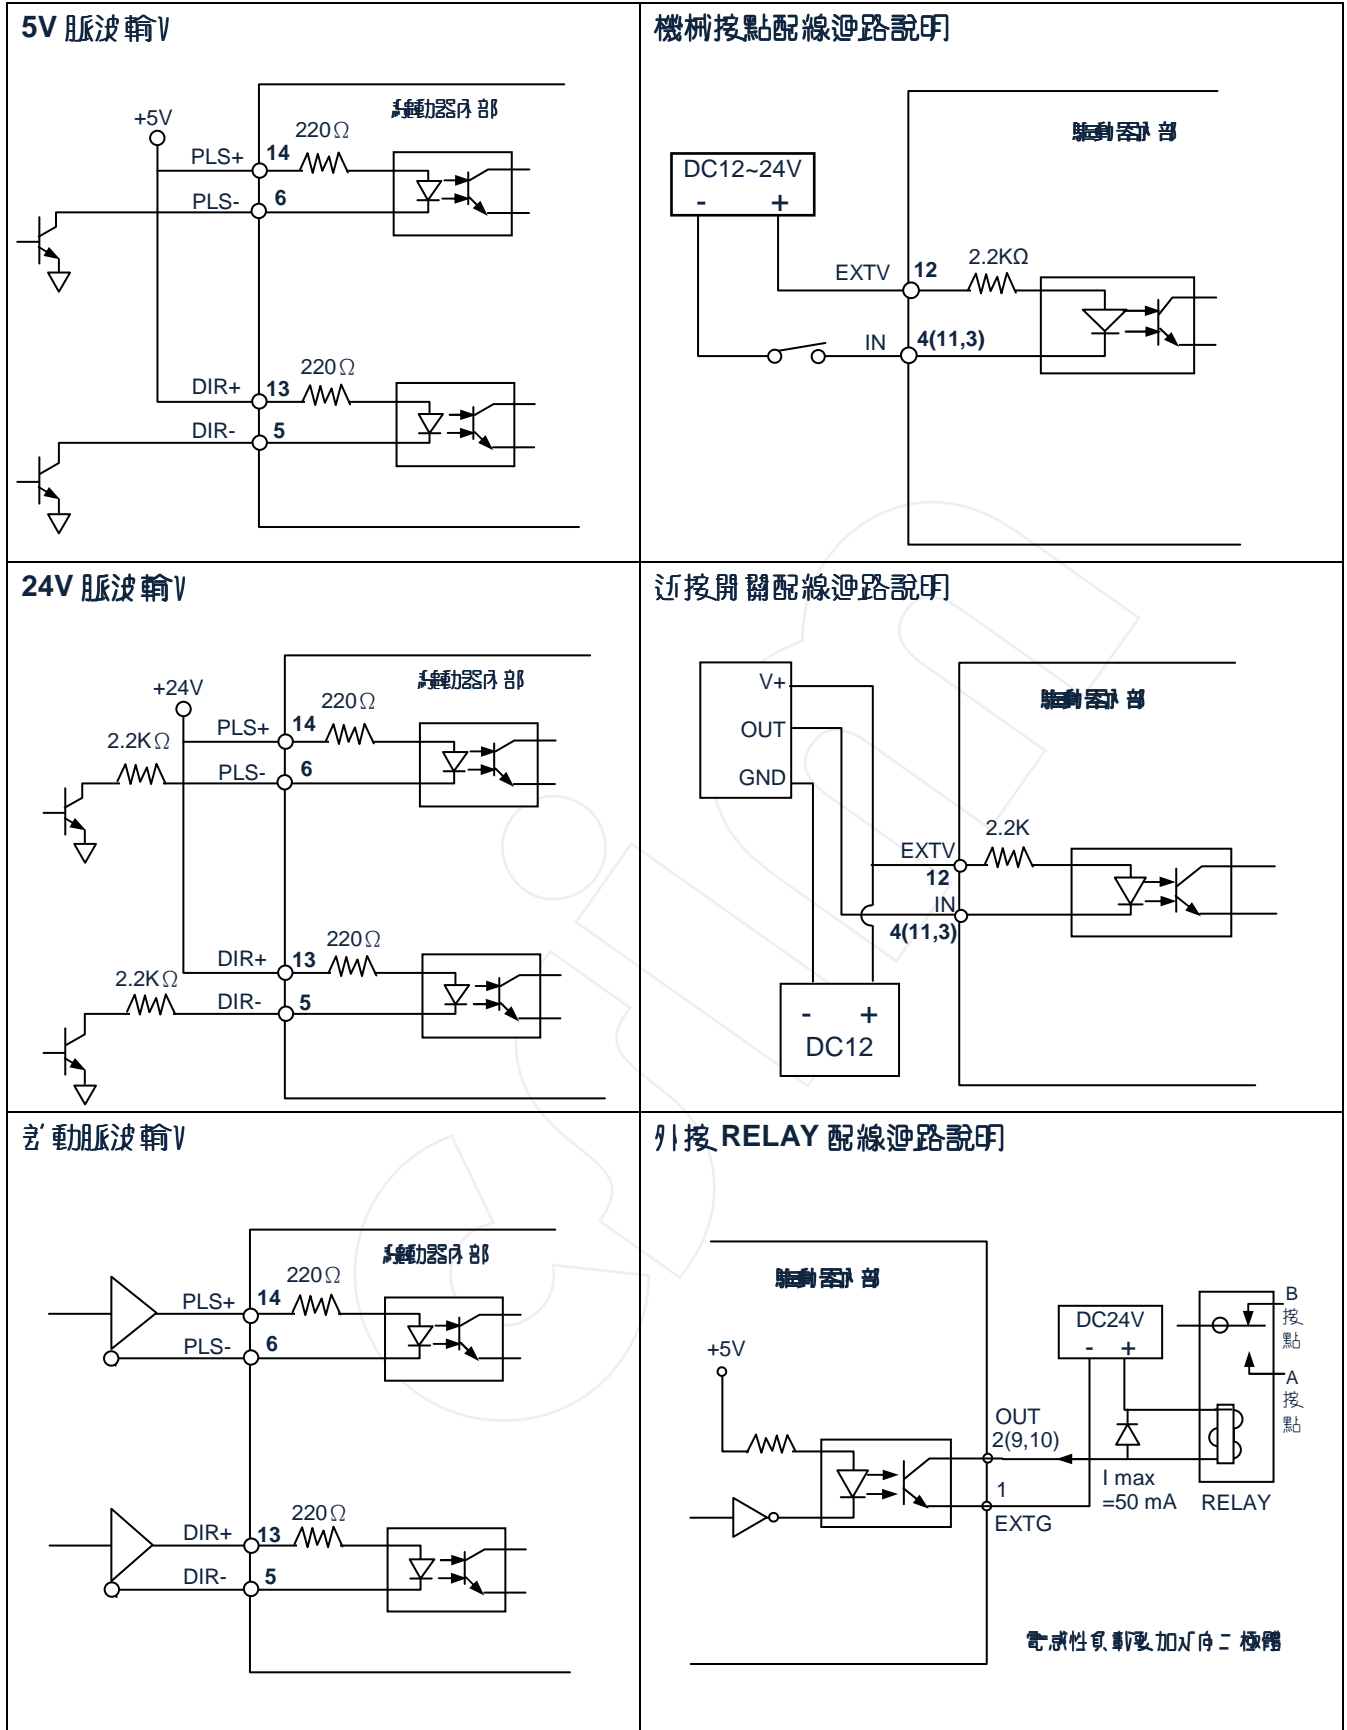 5V 脈波輸入
驅動器內部
+5V
220Ω
PLS+
14
PLS-
6
220Ω
DIR+
13
DIR-
5
機械按點配線迴路說明
驅動器內部
DC12~24V
- +
2.2KΩ
EXTV
12
IN
4(11,3)
24V 脈波輸入
驅動器內部
+24V
220Ω
PLS+
14
2.2KΩ
PLS-
6
220Ω
DIR+
13
2.2KΩ
DIR-
5
近接開關配線迴路說明
V+
驅動器內部
OUT
GND
2.2K
EXTV
12
IN
4(11,3)
- +
DC12
差動脈波輸入
驅動器內部
220Ω
PLS+
14
PLS-
6
220Ω
DIR+
13
DIR-
5
外接 RELAY 配線迴路說明
驅動器內部
B
按
點
DC24V
- +
+5V
A
按
點
OUT
2(9,10)
I max
=50 mA
RELAY
1
EXTG
電感性負載要加逆向二極體